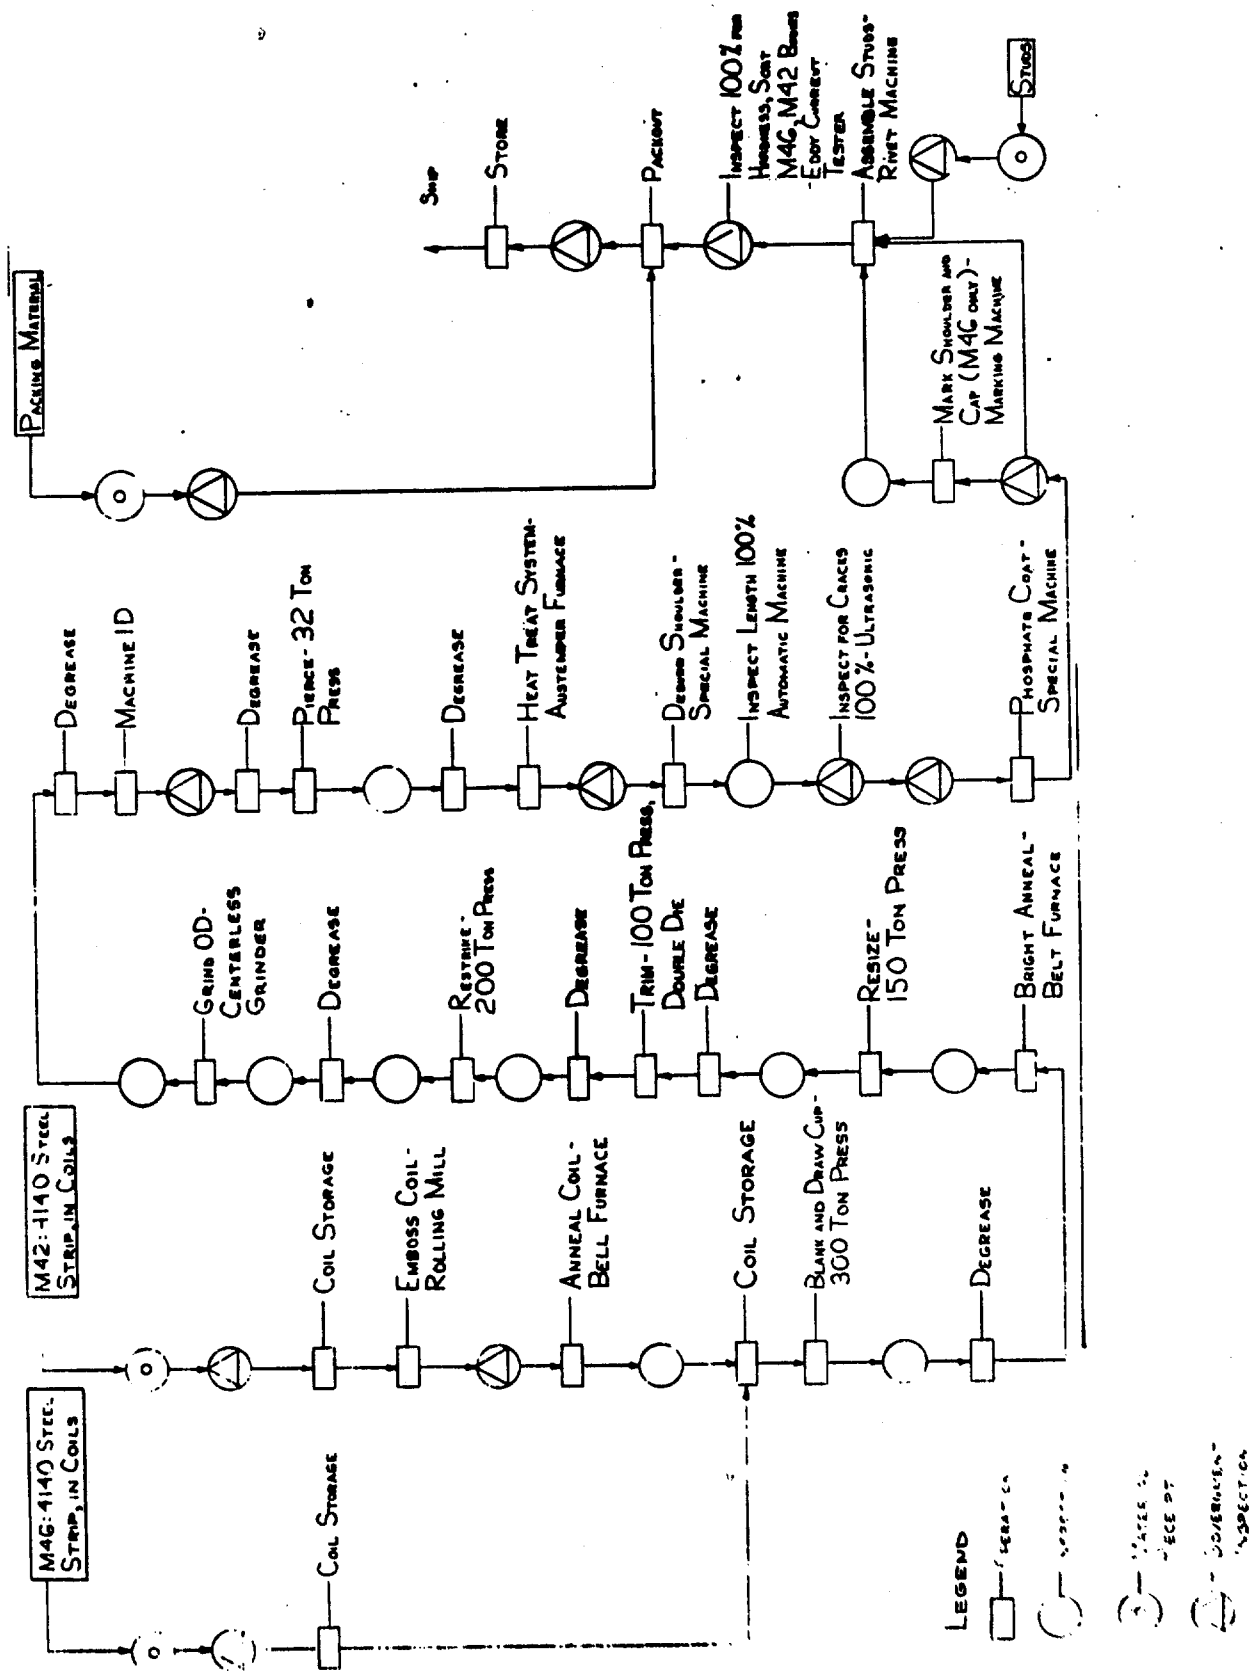 M46:4140 STEEL
STRIP, IN COILS
COIL STORAGE
M42:4140 STEEL
STRIP, IN COILS
COIL STORAGE
EMBOSS COIL-
ROLLING MILL
ANNEAL COIL-
BELL FURNACE
COIL STORAGE
BLANK AND DRAW CUP-
300 TON PRESS
DEGREASE
BRIGHT ANNEAL-
BELT FURNACE
RESIZE-
150 TON PRESS
DEGREASE
TRIM-100 TON PRESS,
DOUBLE DIE
DEGREASE
RESTRIKE-
200 TON PRESS
DEGREASE
GRIND OD-
CENTERLESS
GRINDER
DEGREASE
MACHINE ID
DEGREASE
PIERCE-32 TON
PRESS
DEGREASE
HEAT TREAT SYSTEM-
AUSTEMPER FURNACE
DEBURR SHOULDER-
SPECIAL MACHINE
INSPECT LENGTH 100%
AUTOMATIC MACHINE
INSPECT FOR CRACKS
100%-ULTRASONIC
PHOSPHATE COAT-
SPECIAL MACHINE
MARK SHOULDER AND
CAP (M46 ONLY)-
MARKING MACHINE
STUDS
ASSEMBLE STUDS-
RIVET MACHINE
INSPECT 100% FOR
HARDNESS, SORT
M46, M42 BODIES
-EDDY CURRENT
TESTER
PACKING MATERIAL
PACKOUT
STORE
SHIP
LEGEND